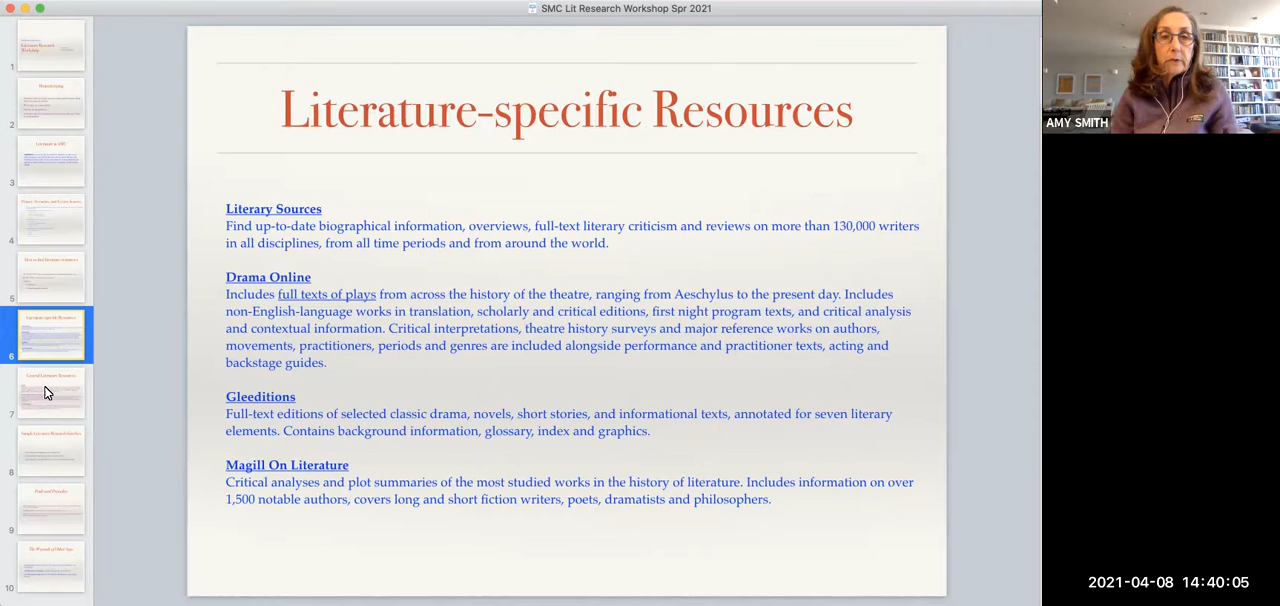 SMC Lit Research Workshop Spr 2021
Literature-specific Resources
Literary Sources
Find up-to-date biographical information, overviews, full-text literary criticism and reviews on more than 130,000 writers
in all disciplines, from all time periods and from around the world.
Drama Online
Includes full texts of plays from across the history of the theatre, ranging from Aeschylus to the present day. Includes
non-English-language works in translation, scholarly and critical editions, first night program texts, and critical analysis
and contextual information. Critical interpretations, theatre history surveys and major reference works on authors,
movements, practitioners, periods and genres are included alongside performance and practitioner texts, acting and
backstage guides.
Gleeditions
Full-text editions of selected classic drama, novels, short stories, and informational texts, annotated for seven literary
elements. Contains background information, glossary, index and graphics.
Magill On Literature
Critical analyses and plot summaries of the most studied works in the history of literature. Includes information on over
1,500 notable authors, covers long and short fiction writers, poets, dramatists and philosophers.
1
2
3
4
5
6
7
8
9
10
AMY SMITH
2021-04-08 14:40:05